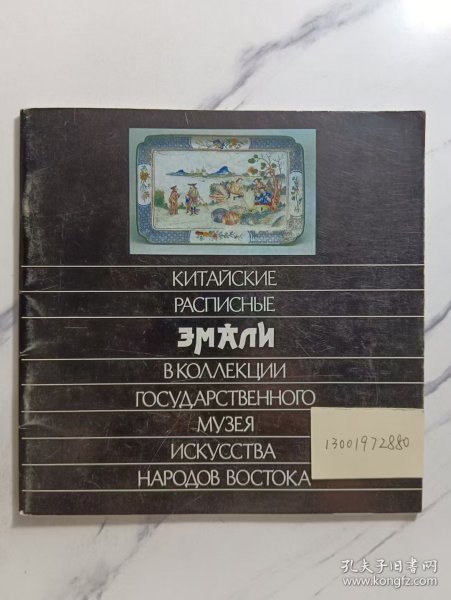 КИТАЙСКИЕ
РАСПИСНЫЕ
ЭМАЛИ
В КОЛЛЕКЦИИ
ГОСУДАРСТВЕННОГО
МУЗЕЯ
ИСКУССТВА
НАРОДОВ ВОСТОКА
13001972880
孔夫子旧书网
www.kongfz.com